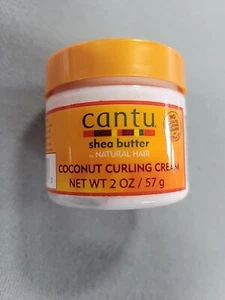 cantu
shea butter
for NATURAL HAIR
COCONUT CURLING CREAM
NET WT 2 OZ / 57 g